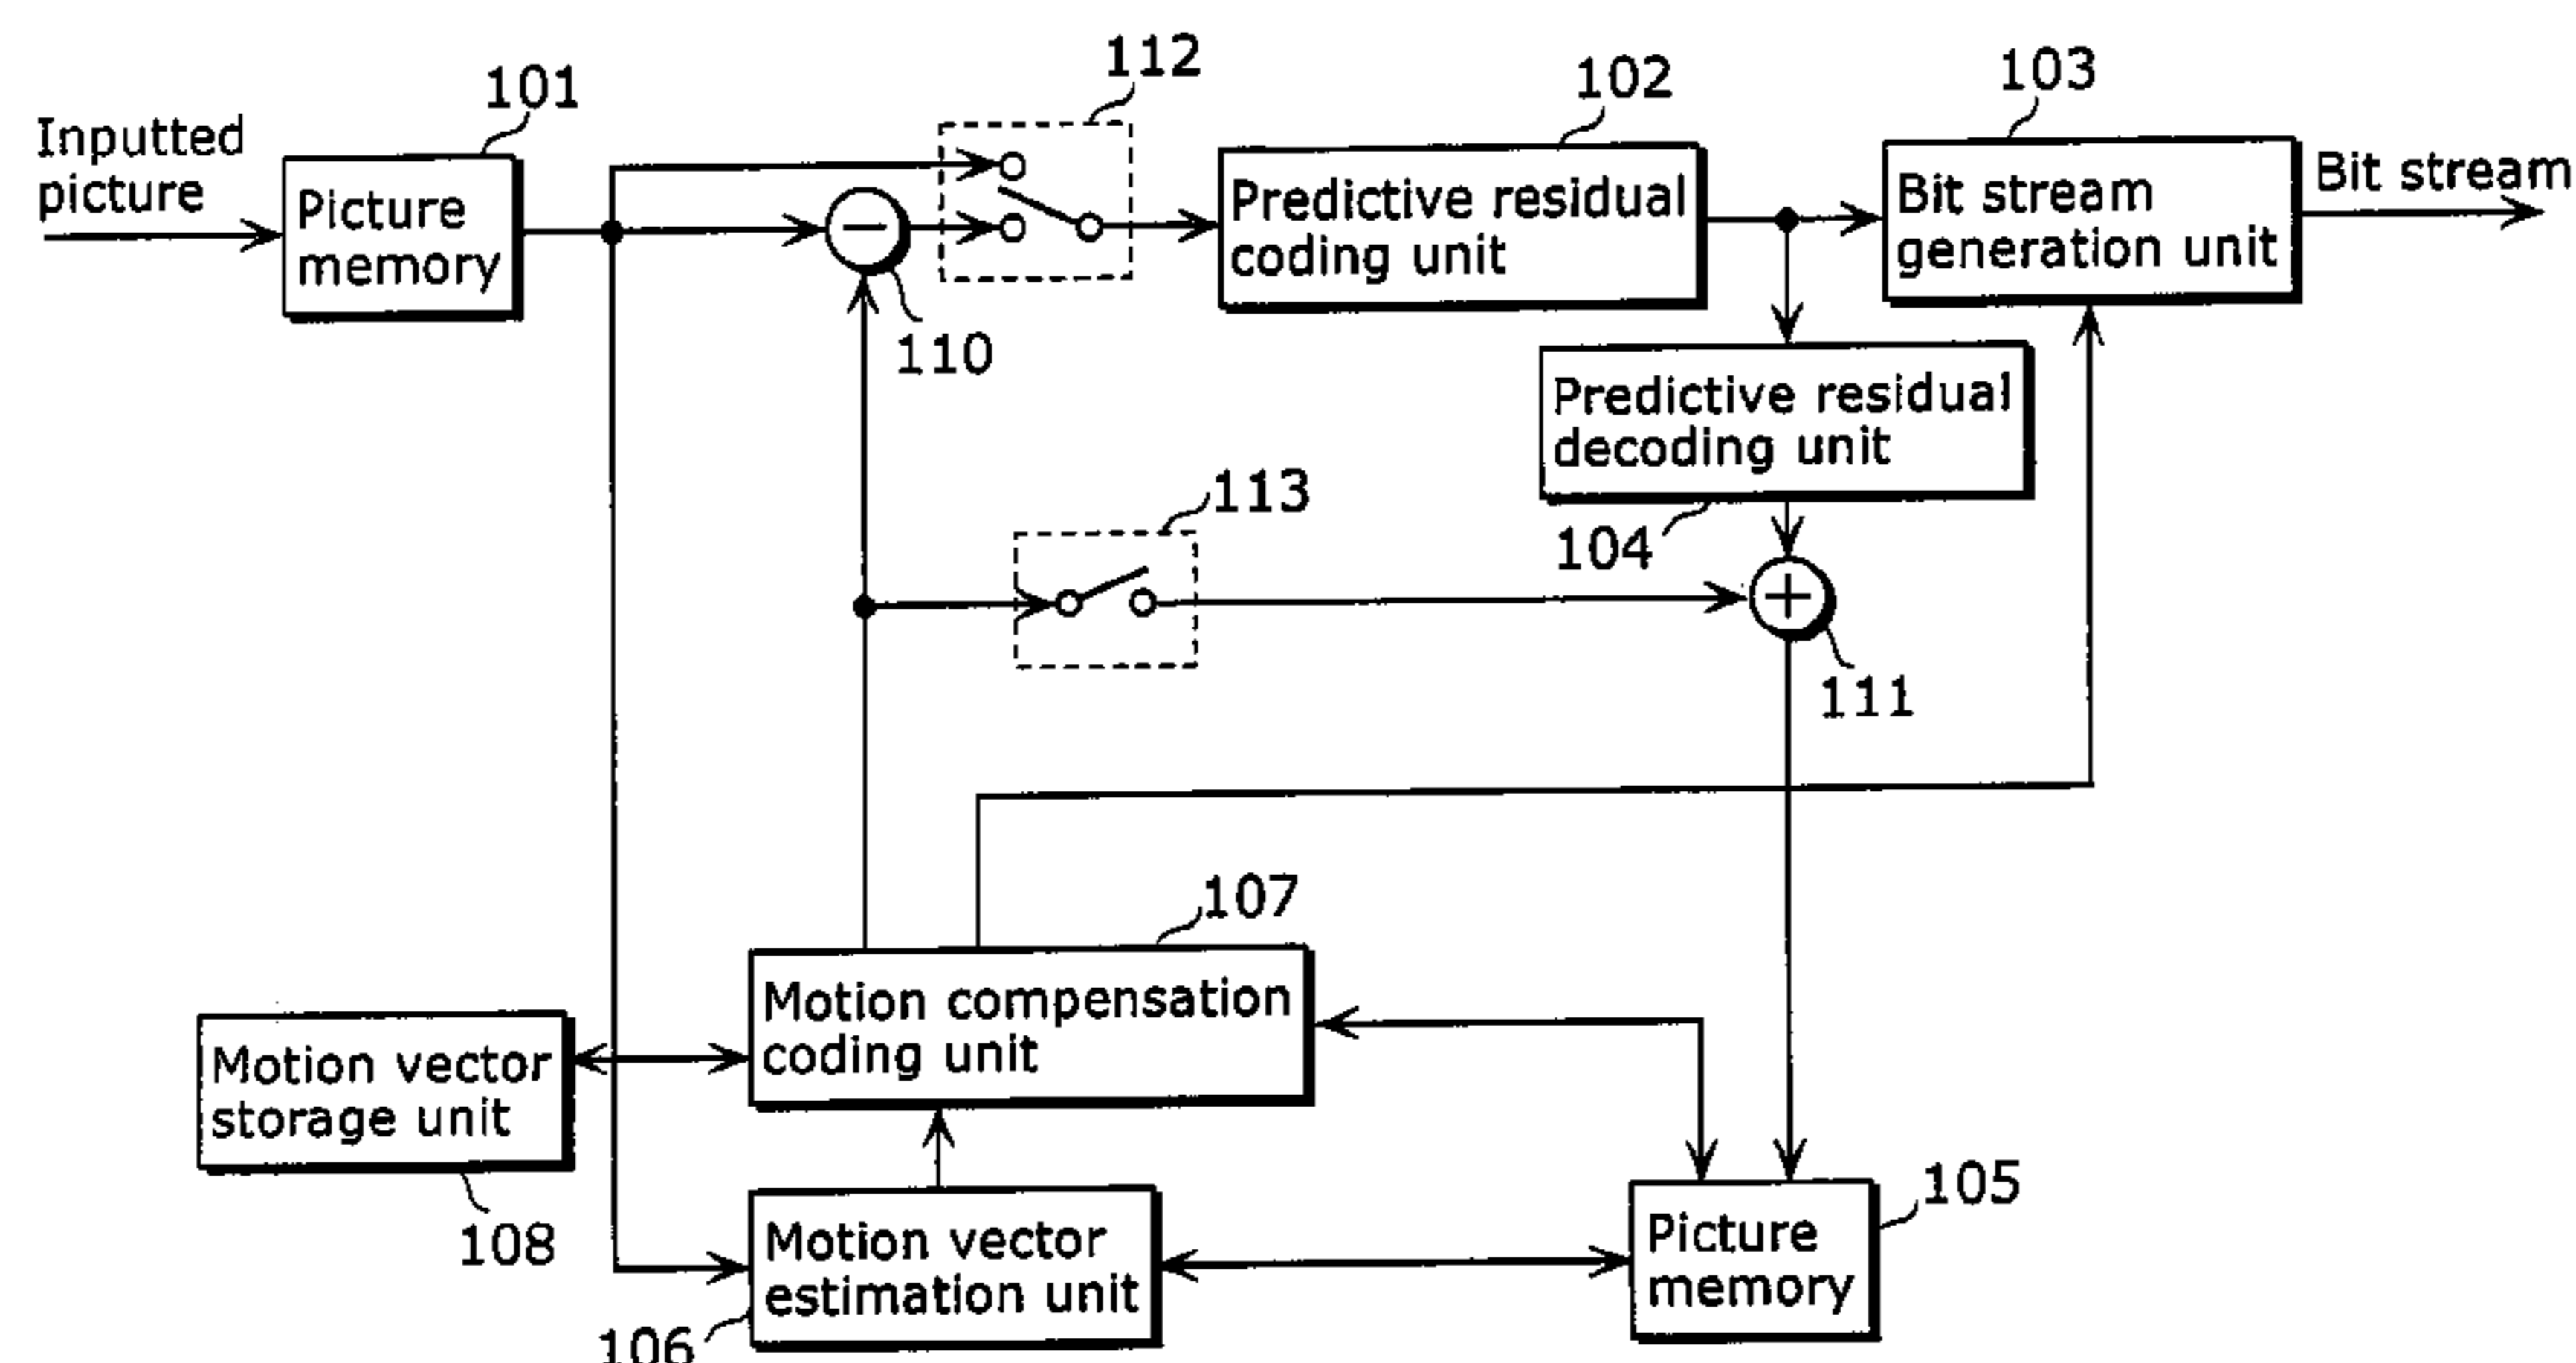 112
101
102
103
Inputted
picture
Picture
memory
Predictive residual
coding unit
Bit stream
generation unit
Bit stream
110
Predictive residual
decoding unit
113
104
111
107
Motion compensation
coding unit
Motion vector
storage unit
108
105
Motion vector
estimation unit
Picture
memory
106